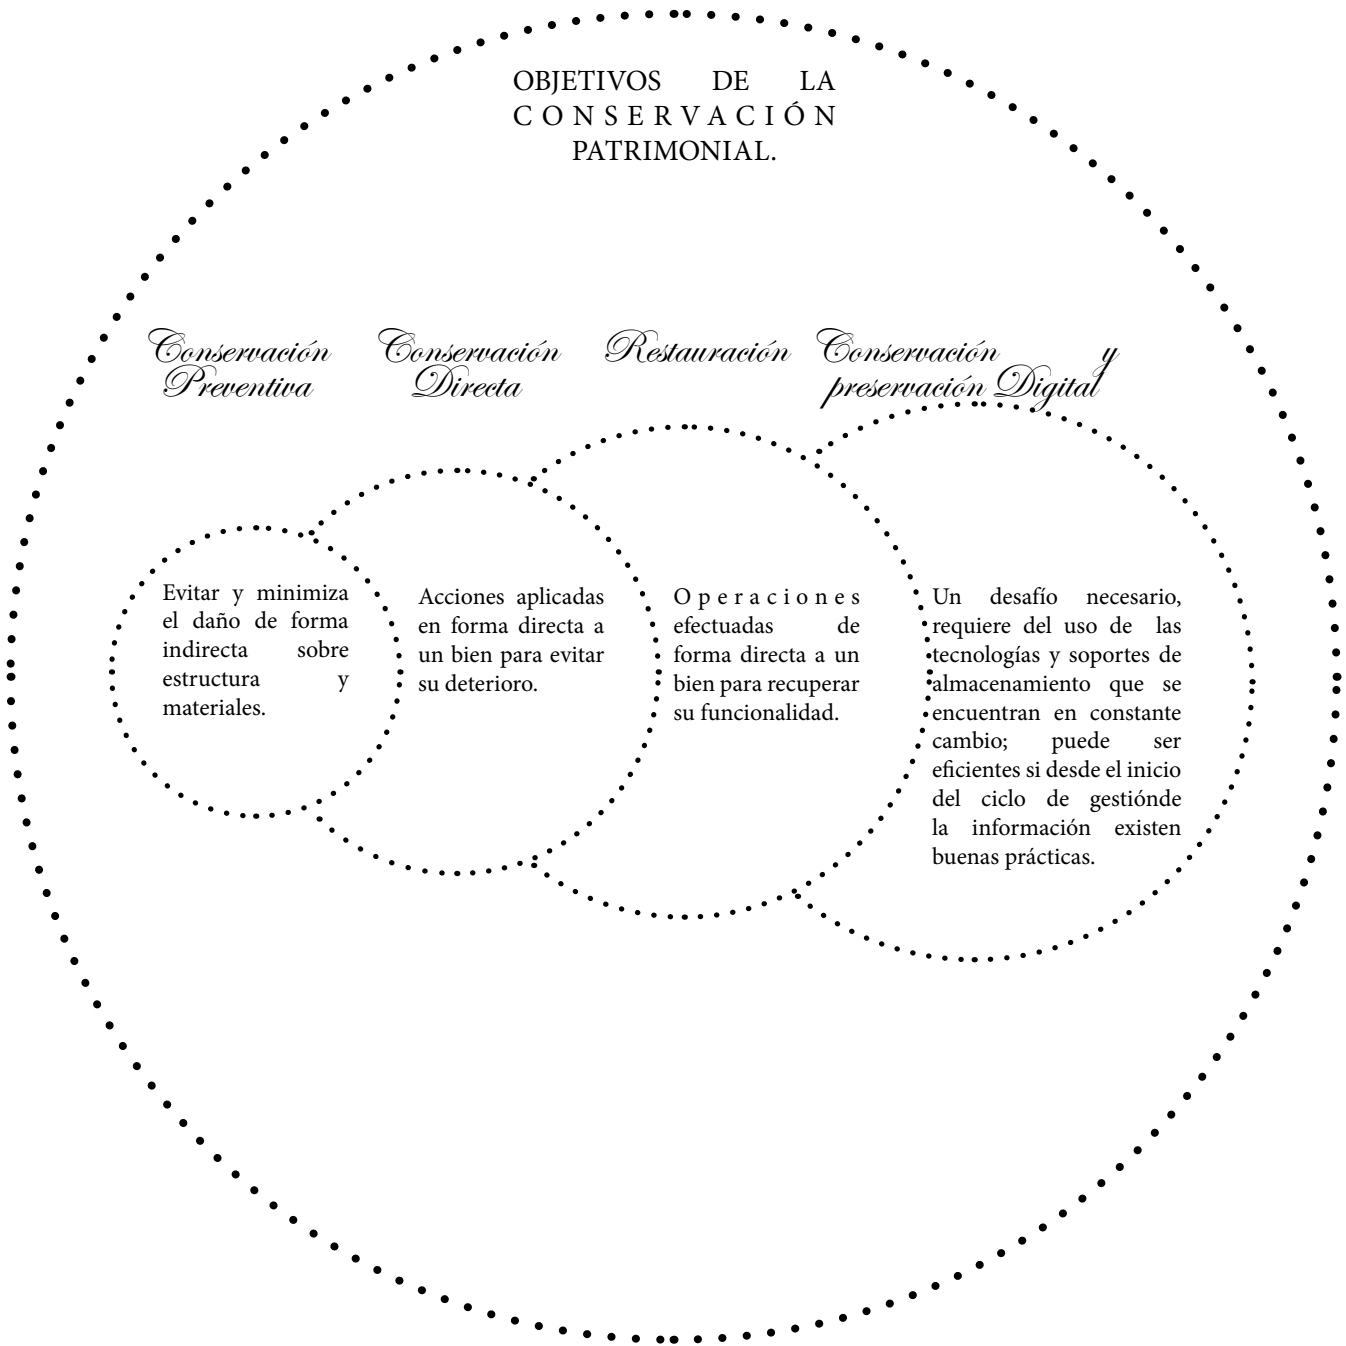 OBJETIVOS DE LA
CONSERVACIÓN
PATRIMONIAL.
Conservación
Preventiva
Conservación
Directa
Restauración
Conservación y
preservación Digital
Evitar y minimiza
el daño de forma
indirecta sobre
estructura y
materiales.
Acciones aplicadas
en forma directa a
un bien para evitar
su deterioro.
Operaciones
efectuadas de
forma directa a un
bien para recuperar
su funcionalidad.
Un desafío necesario,
requiere del uso de las
tecnologías y soportes de
almacenamiento que se
encuentran en constante
cambio; puede ser
eficientes si desde el inicio
del ciclo de gestiónde
la información existen
buenas prácticas.